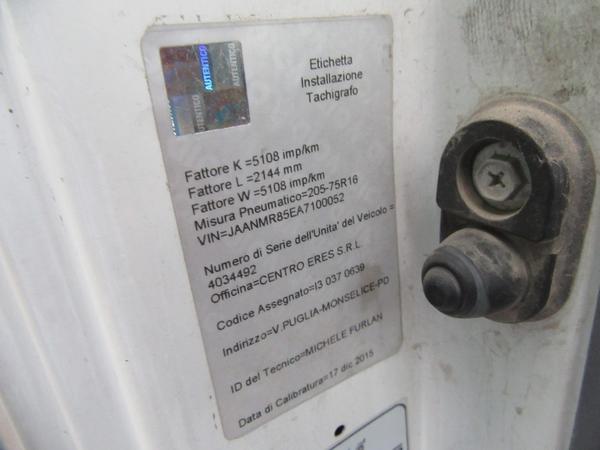 AUTENTICO
AUTENTICO
AUTENTICO
Etichetta
Installazione
Tachigrafo
Fattore K =5108 imp/km
Fattore L =2144 mm
Fattore W =5108 imp/km
Misura Pneumatico=205-75R16
VIN=JAANMR85EA7100052
Numero di Serie dell'Unita' del Veicolo =
4034492
Officina=CENTRO ERES S.R.L.
Codice Assegnato=I3 037 0639
Indirizzo=V.PUGLIA-MONSELICE-PD
ID del Tecnico=MICHELE FURLAN
Data di Calibratura=17 dic 2015